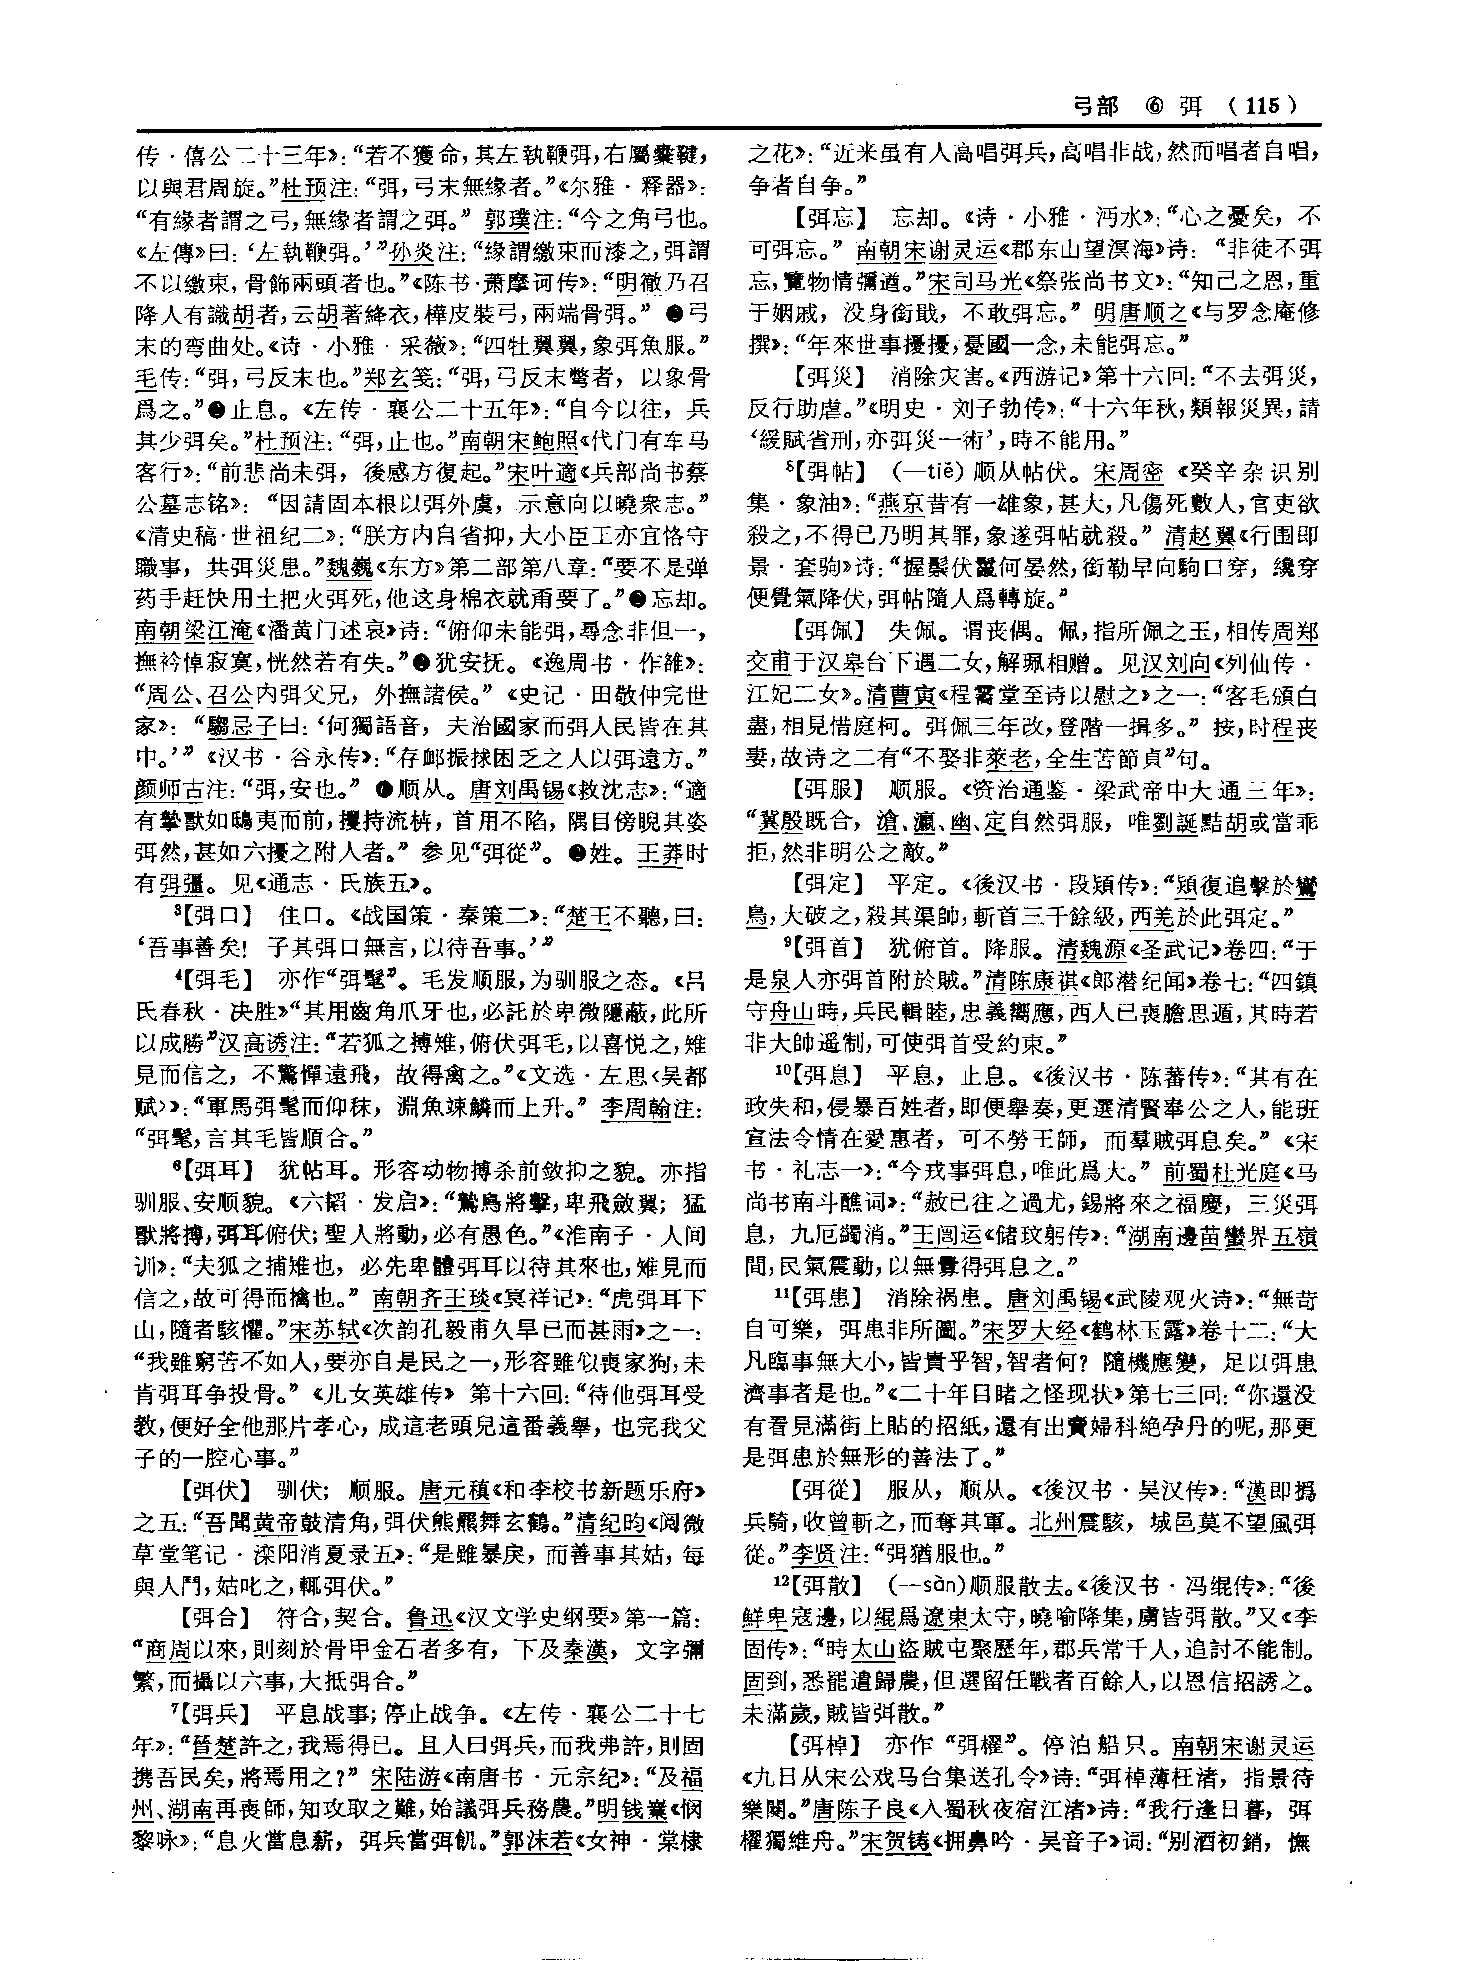 弓部 ⑥ 弭 （115）
传·僖公二十三年》：“若不獲命，其左執鞭弭，右屬櫜鞬，
以與君周旋。”杜预注：“弭，弓末無緣者。”《尔雅·释器》：
“有緣者謂之弓，無緣者謂之弭。”郭璞注：“今之角弓也。
《左傳》曰：‘左執鞭弭。’”孙炎注：“緣謂繳束而漆之，弭謂
不以繳束，骨飾兩頭者也。”《陈书·萧摩诃传》：“明徹乃召
降人有識胡者，云胡著絳衣，樺皮裝弓，兩端骨弭。”●弓
末的弯曲处。《诗·小雅·采薇》：“四牡翼翼，象弭魚服。”
毛传：“弭，弓反末也。”郑玄笺：“弭，弓反末彆者，以象骨
爲之。”●止息。《左传·襄公二十五年》：“自今以往，兵
其少弭矣。”杜预注：“弭，止也。”南朝宋鲍照《代门有车马
客行》：“前悲尚未弭，後感方復起。”宋叶適《兵部尚书蔡
公墓志铭》：“因請固本根以弭外虞，示意向以曉衆志。”
《清史稿·世祖纪二》：“朕方内自省抑，大小臣工亦宜恪守
職事，共弭災患。”魏巍《东方》第二部第八章：“要不是弹
药手赶快用土把火弭死，他这身棉衣就甭要了。”●忘却。
南朝梁江淹《潘黄门述哀》诗：“俯仰未能弭，尋念非但一，
撫衿悼寂寞，恍然若有失。”●犹安抚。《逸周书·作雒》：
“周公、召公内弭父兄，外撫諸侯。”《史记·田敬仲完世
家》：“騶忌子曰：‘何獨語音，夫治國家而弭人民皆在其
中。’”《汉书·谷永传》：“存卹振捄困乏之人以弭遠方。”
颜师古注：“弭，安也。”●顺从。唐刘禹锡《救沈志》：“適
有摯獸如鴟夷而前，攫持流枿，首用不陷，隅目傍睨其姿
弭然，甚如六擾之附人者。”参见“弭從”。●姓。王莽时
有弭彊。见《通志·氏族五》。
³【弭口】 住口。《战国策·秦策二》：“楚王不聽，曰：
‘吾事善矣！子其弭口無言，以待吾事。’”
⁴【弭毛】 亦作“弭髦”。毛发顺服，为驯服之态。《吕
氏春秋·决胜》“其用齒角爪牙也，必託於卑微隱蔽，此所
以成勝”汉高诱注：“若狐之搏雉，俯伏弭毛，以喜悦之，雉
見而信之，不驚憚遠飛，故得禽之。”《文选·左思〈吴都
赋〉》：“軍馬弭髦而仰秣，淵魚竦鱗而上升。”李周翰注：
“弭髦，言其毛皆順合。”
⁶【弭耳】 犹帖耳。形容动物搏杀前敛抑之貌。亦指
驯服、安顺貌。《六韬·发启》：“鷙鳥將擊，卑飛斂翼；猛
獸將搏，弭耳俯伏；聖人將動，必有愚色。”《淮南子·人间
训》：“夫狐之捕雉也，必先卑體弭耳以待其來也，雉見而
信之，故可得而擒也。”南朝齐王琰《冥祥记》：“虎弭耳下
山，隨者駭懼。”宋苏轼《次韵孔毅甫久旱已而甚雨》之一：
“我雖窮苦不如人，要亦自是民之一，形容雖似喪家狗，未
肯弭耳争投骨。”《儿女英雄传》第十六回：“待他弭耳受
教，便好全他那片孝心，成這老頭兒這番義舉，也完我父
子的一腔心事。”
【弭伏】 驯伏；顺服。唐元稹《和李校书新题乐府》
之五：“吾聞黄帝鼓清角，弭伏熊羆舞玄鶴。”清纪昀《阅微
草堂笔记·滦阳消夏录五》：“是雖暴戾，而善事其姑，每
與人鬥，姑叱之，輒弭伏。”
【弭合】 符合，契合。鲁迅《汉文学史纲要》第一篇：
“商周以來，則刻於骨甲金石者多有，下及秦漢，文字彌
繁，而攝以六事，大抵弭合。”
⁷【弭兵】 平息战事；停止战争。《左传·襄公二十七
年》：“晉楚許之，我焉得已。且人曰弭兵，而我弗許，則固
携吾民矣，將焉用之？”宋陆游《南唐书·元宗纪》：“及福
州、湖南再喪師，知攻取之難，始議弭兵務農。”明钱嶪《悯
黎咏》：“息火當息薪，弭兵當弭飢。”郭沫若《女神·棠棣
之花》：“近来虽有人高唱弭兵，高唱非战，然而唱者自唱，
争者自争。”
【弭忘】 忘却。《诗·小雅·沔水》：“心之憂矣，不
可弭忘。”南朝宋谢灵运《郡东山望溟海》诗：“非徒不弭
忘，覽物情彌遒。”宋司马光《祭张尚书文》：“知己之恩，重
于姻戚，没身銜戢，不敢弭忘。”明唐顺之《与罗念庵修
撰》：“年來世事擾擾，憂國一念，未能弭忘。”
【弭災】 消除灾害。《西游记》第十六回：“不去弭災，
反行助虐。”《明史·刘子勃传》：“十六年秋，類報災異，請
‘緩賦省刑，亦弭災一術’，時不能用。”
⁸【弭帖】 （—tiē）顺从帖伏。宋周密《癸辛杂识别
集·象油》：“燕京昔有一雄象，甚大，凡傷死數人，官吏欲
殺之，不得已乃明其罪，象遂弭帖就殺。”清赵翼《行围即
景·套驹》诗：“握鬃伏鬣何晏然，銜勒早向駒口穿，纔穿
便覺氣降伏，弭帖隨人爲轉旋。”
【弭佩】 失佩。谓丧偶。佩，指所佩之玉，相传周郑
交甫于汉皋台下遇二女，解珮相赠。见汉刘向《列仙传·
江妃二女》。清曹寅《程霱堂至诗以慰之》之一：“客毛頒白
盡，相見借庭柯。弭佩三年改，登階一揖多。”按，时程丧
妻，故诗之二有“不娶非萊老，全生苦節貞”句。
【弭服】 顺服。《资治通鉴·梁武帝中大通三年》：
“冀殷既合，滄、瀛、幽、定自然弭服，唯劉誕黠胡或當乖
拒，然非明公之敵。”
【弭定】 平定。《後汉书·段熲传》：“熲復追擊於鸞
鳥，大破之，殺其渠帥，斬首三千餘級，西羌於此弭定。”
⁹【弭首】 犹俯首。降服。清魏源《圣武记》卷四：“于
是泉人亦弭首附於賊。”清陈康祺《郎潜纪闻》卷七：“四鎮
守舟山時，兵民輯睦，忠義嚮應，西人已喪膽思遁，其時若
非大帥遥制，可使弭首受約束。”
¹⁰【弭息】 平息，止息。《後汉书·陈蕃传》：“其有在
政失和，侵暴百姓者，即便舉奏，更選清賢奉公之人，能班
宣法令情在愛惠者，可不勞王師，而羣賊弭息矣。”《宋
书·礼志一》：“今戎事弭息，唯此爲大。”前蜀杜光庭《马
尚书南斗醮词》：“赦已往之過尤，錫將來之福慶，三災弭
息，九厄蠲消。”王闿运《储玟躬传》：“湖南邊苗蠻界五嶺
間，民氣震動，以無釁得弭息之。”
¹¹【弭患】 消除祸患。唐刘禹锡《武陵观火诗》：“無苛
自可樂，弭患非所圖。”宋罗大经《鹤林玉露》卷十二：“大
凡臨事無大小，皆貴乎智，智者何？隨機應變，足以弭患
濟事者是也。”《二十年目睹之怪现状》第七三回：“你還没
有看見滿街上貼的招紙，還有出賣婦科絶孕丹的呢，那更
是弭患於無形的善法了。”
【弭從】 服从，顺从。《後汉书·吴汉传》：“漢即撝
兵騎，收曾斬之，而奪其軍。北州震駭，城邑莫不望風弭
從。”李贤注：“弭猶服也。”
¹²【弭散】 （—sàn）顺服散去。《後汉书·冯绲传》：“後
鮮卑寇邊，以緄爲遼東太守，曉喻降集，虜皆弭散。”又《李
固传》：“時太山盗賊屯聚歷年，郡兵常千人，追討不能制。
固到，悉罷遣歸農，但選留任戰者百餘人，以恩信招誘之。
未滿歲，賊皆弭散。”
【弭棹】 亦作“弭櫂”。停泊船只。南朝宋谢灵运
《九日从宋公戏马台集送孔令》诗：“弭棹薄枉渚，指景待
樂闋。”唐陈子良《入蜀秋夜宿江渚》诗：“我行逢日暮，弭
櫂獨維舟。”宋贺铸《拥鼻吟·吴音子》词：“别酒初銷，憮